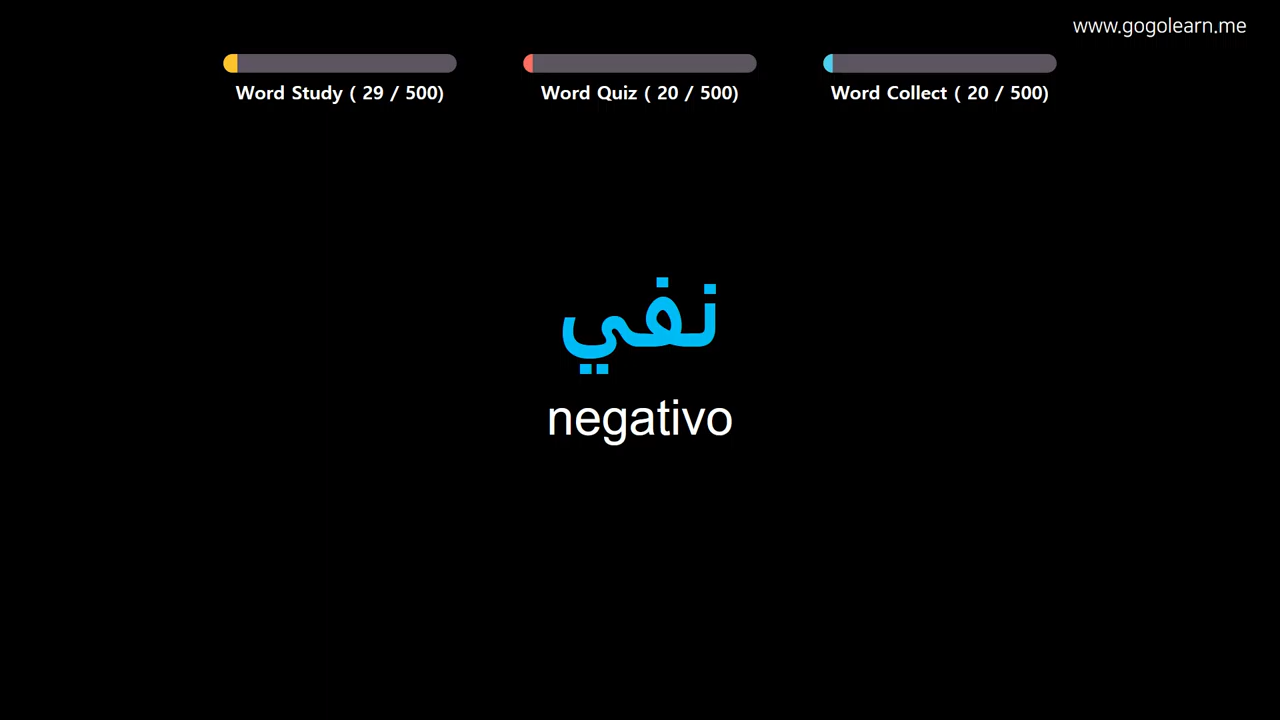 www.gogolearn.me
Word Study ( 29 / 500)
Word Quiz ( 20 / 500)
Word Collect ( 20 / 500)
نفي
negativo